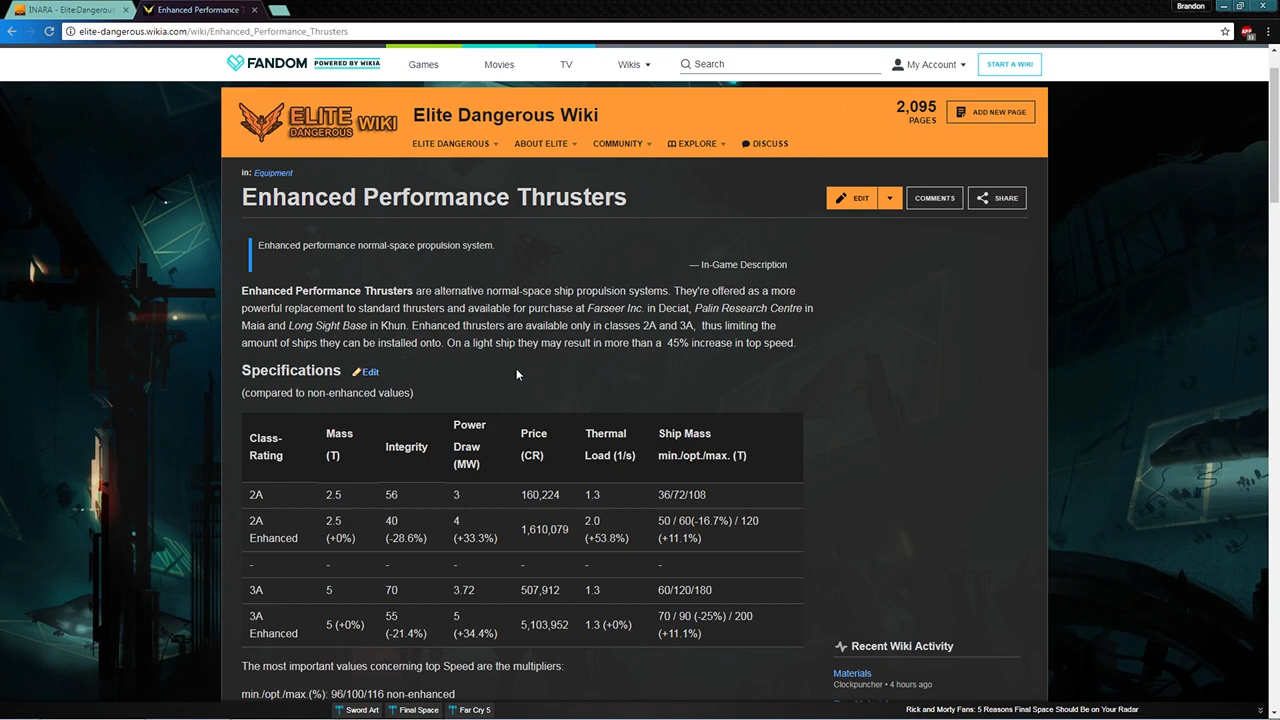 INARA - Elite:Dangerous
Enhanced Performance T
Brandon
elite-dangerous.wikia.com/wiki/Enhanced_Performance_Thrusters
FANDOM POWERED BY WIKIA
Games
Movies
TV
Wikis
Search
My Account
START A WIKI
ELITE DANGEROUS WIKI
Elite Dangerous Wiki
2,095 PAGES
ADD NEW PAGE
ELITE DANGEROUS
ABOUT ELITE
COMMUNITY
EXPLORE
DISCUSS
in: Equipment
Enhanced Performance Thrusters
EDIT
COMMENTS
SHARE
Enhanced performance normal-space propulsion system.
— In-Game Description
Enhanced Performance Thrusters are alternative normal-space ship propulsion systems. They're offered as a more
powerful replacement to standard thrusters and available for purchase at Farseer Inc. in Deciat, Palin Research Centre in
Maia and Long Sight Base in Khun. Enhanced thrusters are available only in classes 2A and 3A, thus limiting the
amount of ships they can be installed onto. On a light ship they may result in more than a 45% increase in top speed.
Specifications Edit
(compared to non-enhanced values)
Class-Rating Mass (T) Integrity Power Draw (MW) Price (CR) Thermal Load (1/s) Ship Mass min./opt./max. (T)
2A 2.5 56 3 160,224 1.3 36/72/108
2A Enhanced 2.5 (+0%) 40 (-28.6%) 4 (+33.3%) 1,610,079 2.0 (+53.8%) 50 / 60(-16.7%) / 120 (+11.1%)
- - - - - - -
3A 5 70 3.72 507,912 1.3 60/120/180
3A Enhanced 5 (+0%) 55 (-21.4%) 5 (+34.4%) 5,103,952 1.3 (+0%) 70 / 90 (-25%) / 200 (+11.1%)
The most important values concerning top Speed are the multipliers:
min./opt./max.(%): 96/100/116 non-enhanced
Recent Wiki Activity
Materials
Clockpuncher • 4 hours ago
Sword Art
Final Space
Far Cry 5
Rick and Morty Fans: 5 Reasons Final Space Should Be on Your Radar